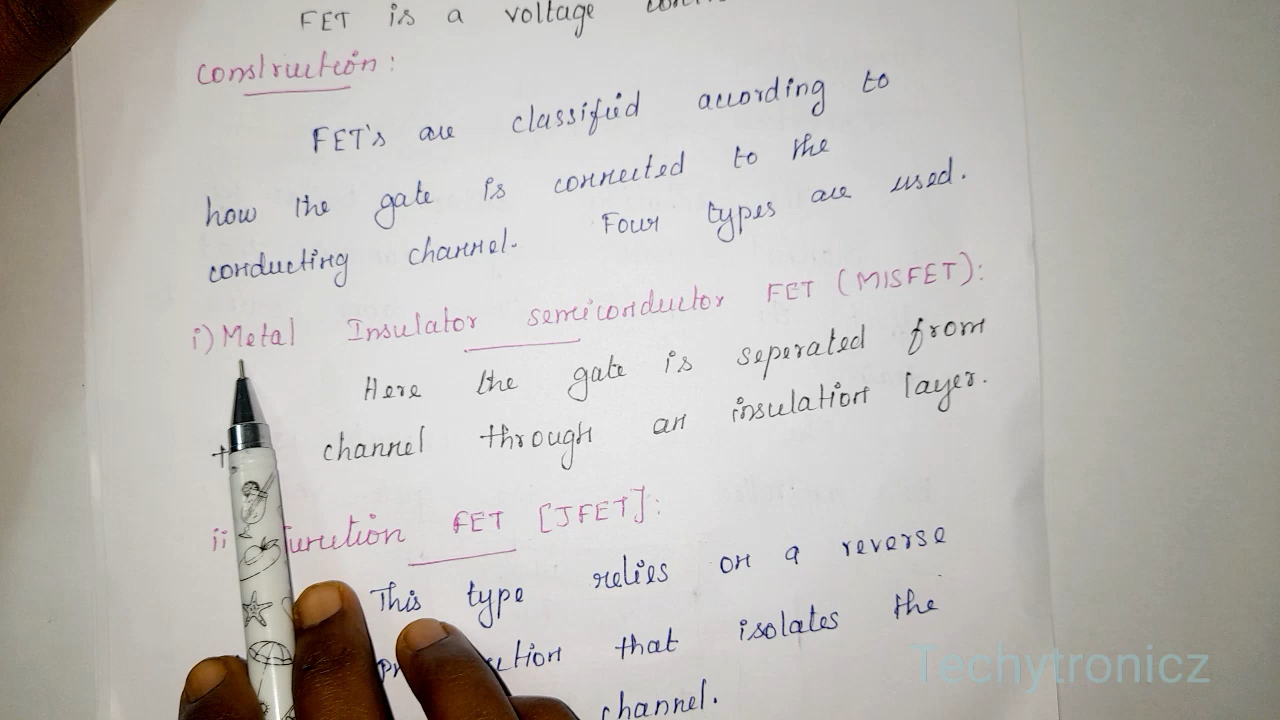 FET is a voltage
Construction:
FET's are classified according to
how the gate is connected to the
conducting channel. Four types are used.
i) Metal Insulator semiconductor FET (MISFET):
Here the gate is seperated from
channel through an insulation layer.
ii Junction FET [JFET]:
This type relies on a reverse
that isolates the
channel.
Techytronicz